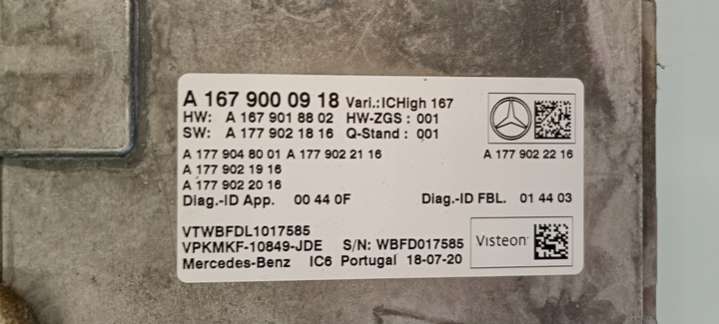 A 167 900 09 18 Vari.:ICHigh 167
HW: A 167 901 88 02 HW-ZGS : 001
SW: A 177 902 18 16 Q-Stand : 001
A 177 904 80 01 A 177 902 21 16 A 177 902 22 16
A 177 902 19 16
A 177 902 20 16
Diag.-ID App. 00 44 0F Diag.-ID FBL. 01 44 03
VTWBFDL1017585
VPKMKF-10849-JDE S/N: WBFD017585
Mercedes-Benz IC6 Portugal 18-07-20
Visteon